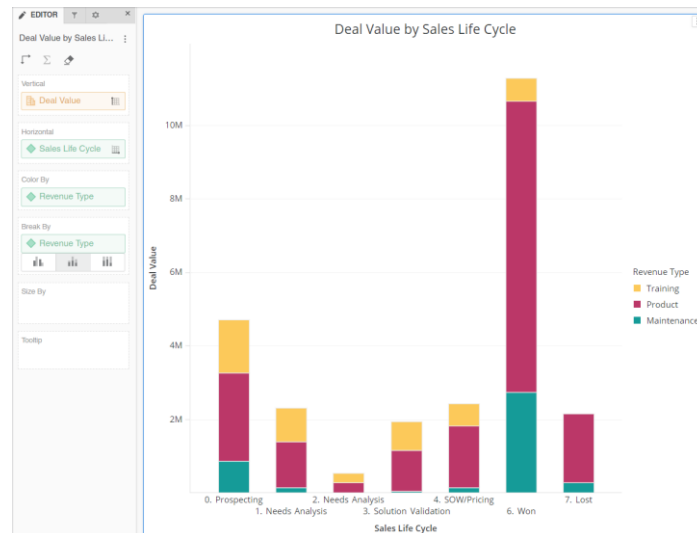 EDITOR
Deal Value by Sales Li...
Vertical
Deal Value
Horizontal
Sales Life Cycle
Color By
Revenue Type
Break By
Revenue Type
Size By
Tooltip
Deal Value by Sales Life Cycle
Deal Value
10M
8M
6M
4M
2M
0. Prospecting
1. Needs Analysis
2. Needs Analysis
3. Solution Validation
4. SOW/Pricing
6. Won
7. Lost
Sales Life Cycle
Revenue Type
Training
Product
Maintenance